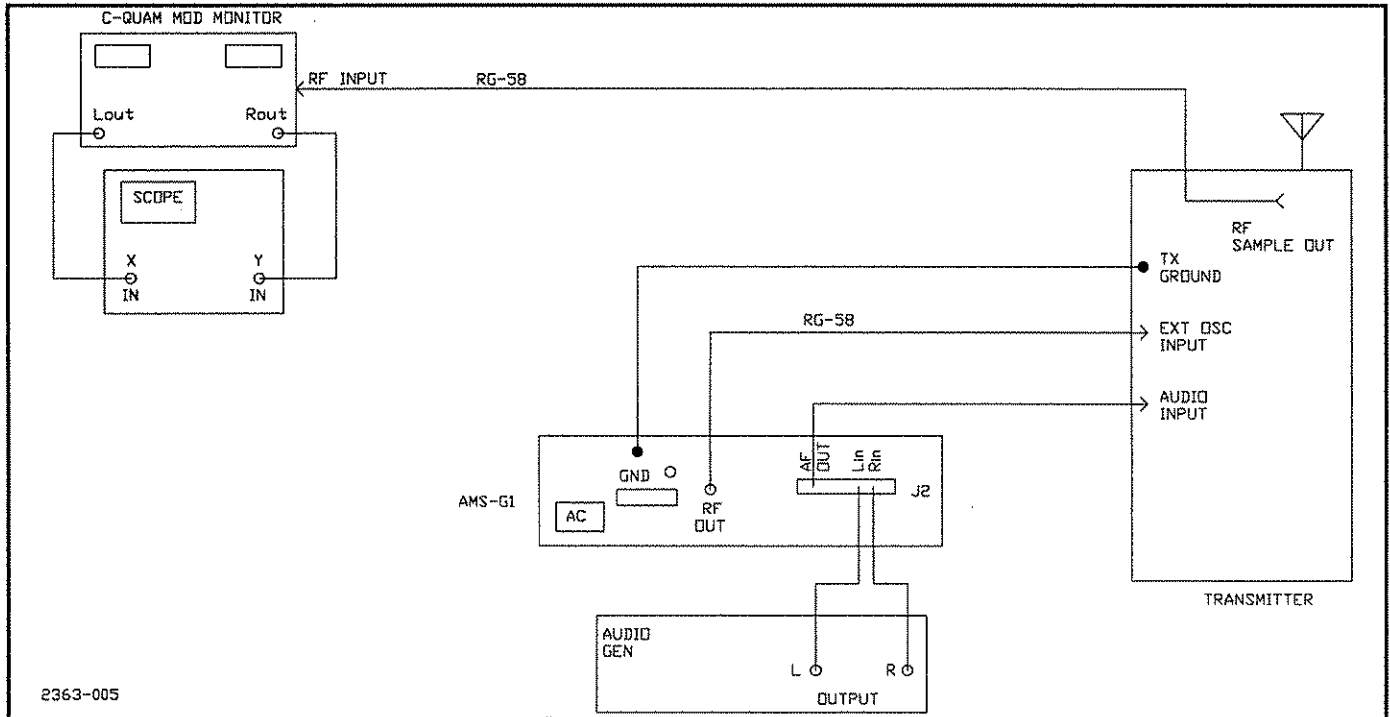 C-QUAM MOD MONITOR
RF INPUT
RG-58
Lout
Rout
SCOPE
X
IN
Y
IN
RF
SAMPLE OUT
TX
GROUND
RG-58
EXT OSC
INPUT
AUDIO
INPUT
AMS-G1
AC
GND
RF
OUT
AF
OUT
Lin
Rin
J2
TRANSMITTER
AUDIO
GEN
L
R
OUTPUT
2363-005